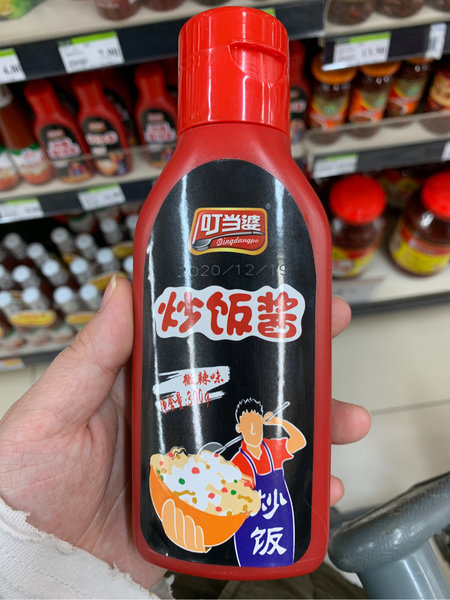 叮当婆
Dingdangpo
2020/12/19
炒饭酱
微辣味
净含量:300g
炒
饭